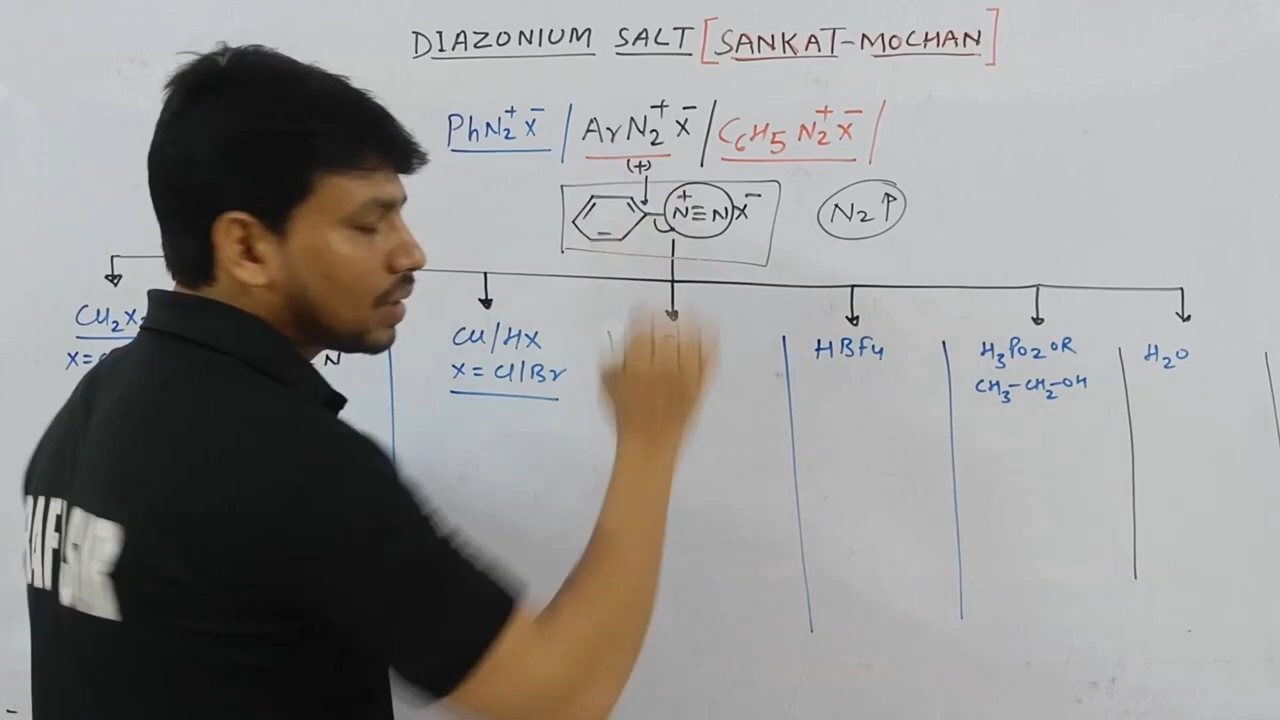 DIAZONIUM SALT [SANKAT-MOCHAN]
PhN2+X- / ArN2+X- / C6H5N2+X- /
(+)
N+≡NX-
N2↑
Cu2X2
X=
N
Cu/HX
X = Cl/Br
HBF4
H3PO2 OR
CH3-CH2-OH
H2O